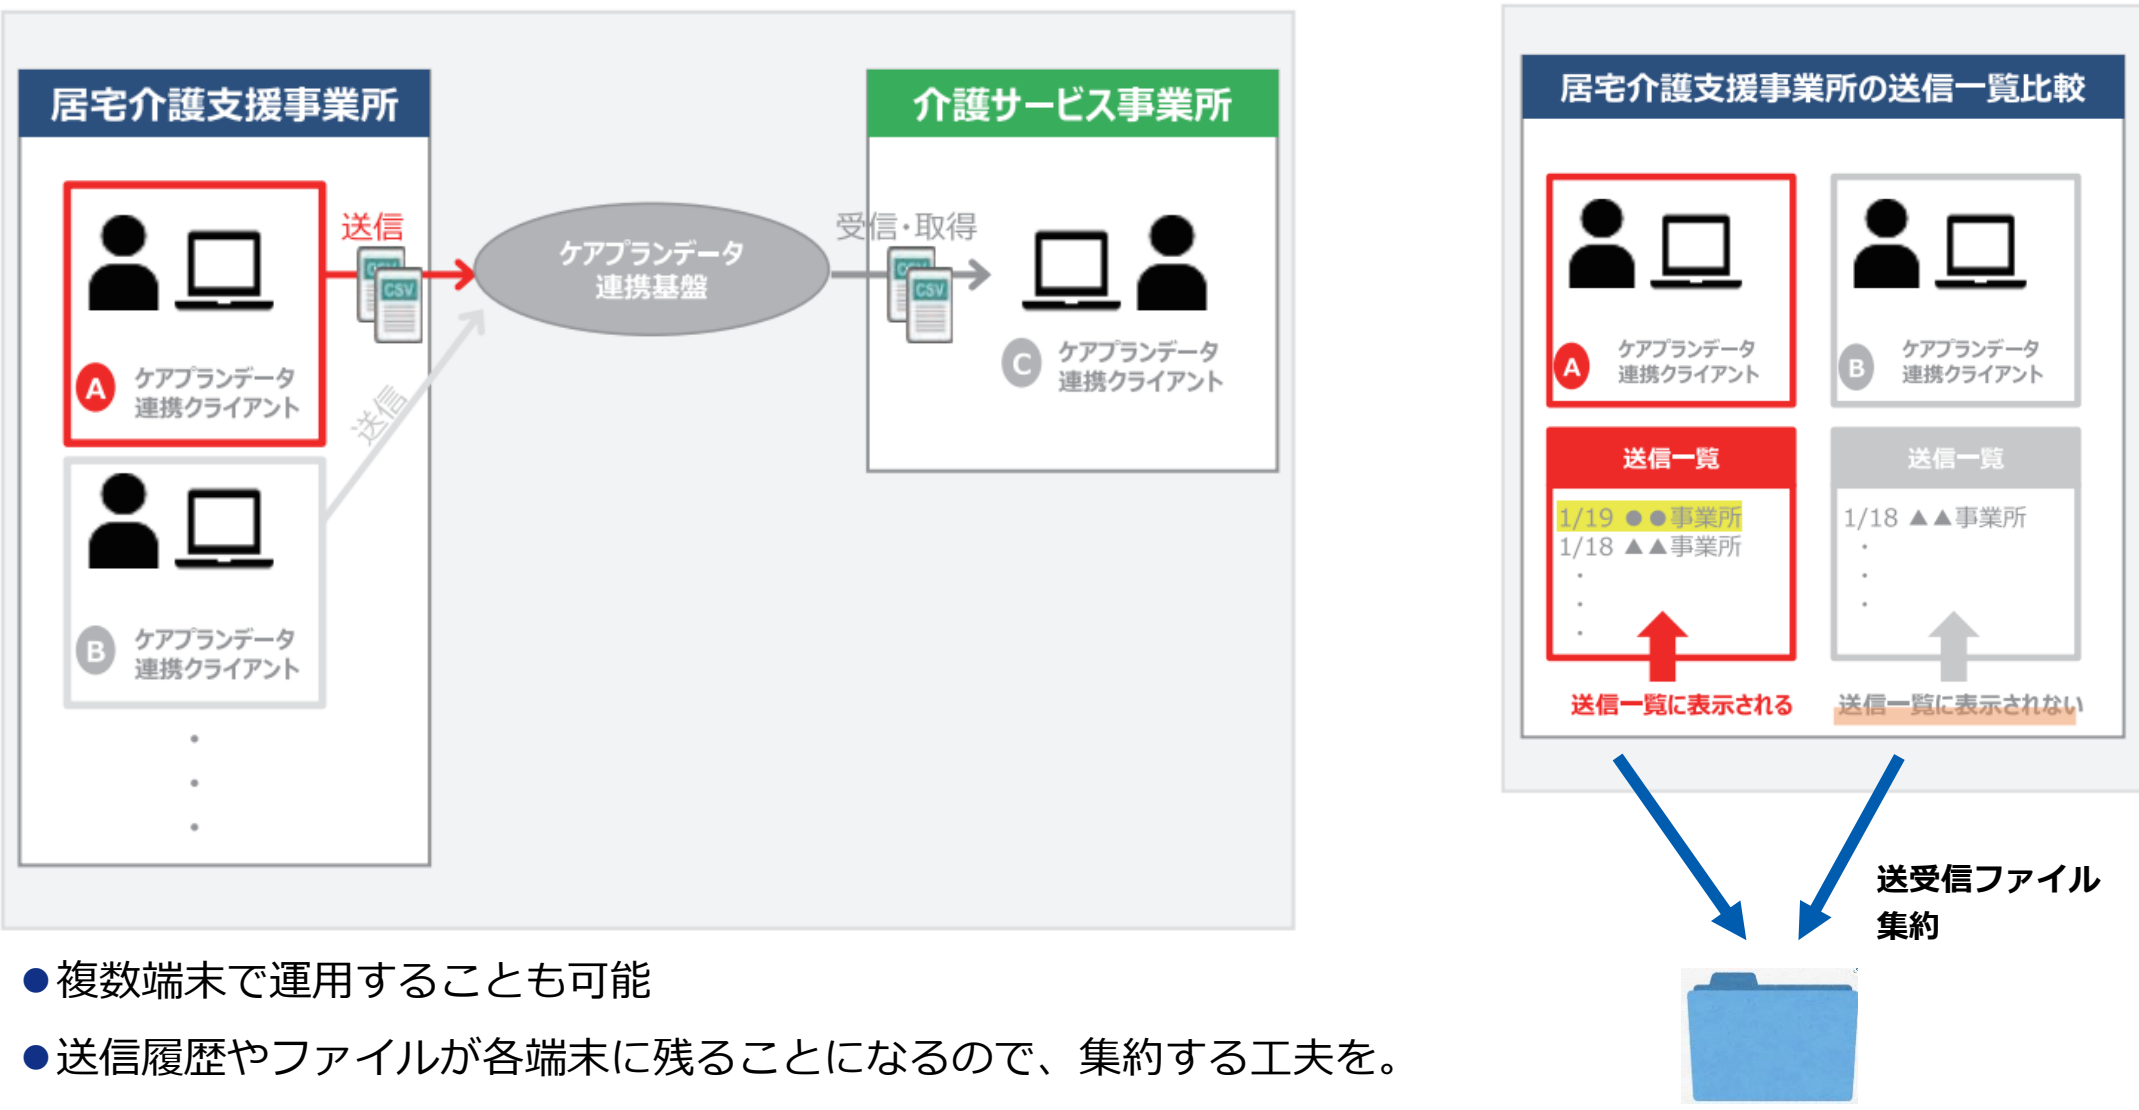 居宅介護支援事業所
送信
CSV
CSV
A
ケアプランデータ
連携クライアント
送信
B
ケアプランデータ
連携クライアント
ケアプランデータ
連携基盤
介護サービス事業所
受信・取得
CSV
CSV
C
ケアプランデータ
連携クライアント
居宅介護支援事業所の送信一覧比較
A
ケアプランデータ
連携クライアント
B
ケアプランデータ
連携クライアント
送信一覧
1/19 ●●事業所
1/18 ▲▲事業所
送信一覧に表示される
送信一覧
1/18 ▲▲事業所
送信一覧に表示されない
送受信ファイル
集約
●複数端末で運用することも可能
●送信履歴やファイルが各端末に残ることになるので、集約する工夫を。